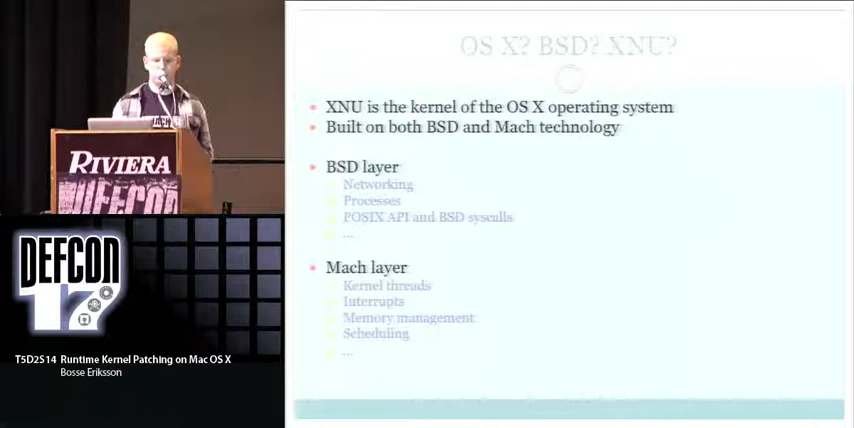 OS X? BSD? XNU?
XNU is the kernel of the OS X operating system
Built on both BSD and Mach technology
BSD layer
Networking
Processes
POSIX API and BSD syscalls
...
Mach layer
Kernel threads
Interrupts
Memory management
Scheduling
...
RIVIERA
DEFCON
DEFCON
17
T5D2S14 Runtime Kernel Patching on Mac OS X
Bosse Eriksson